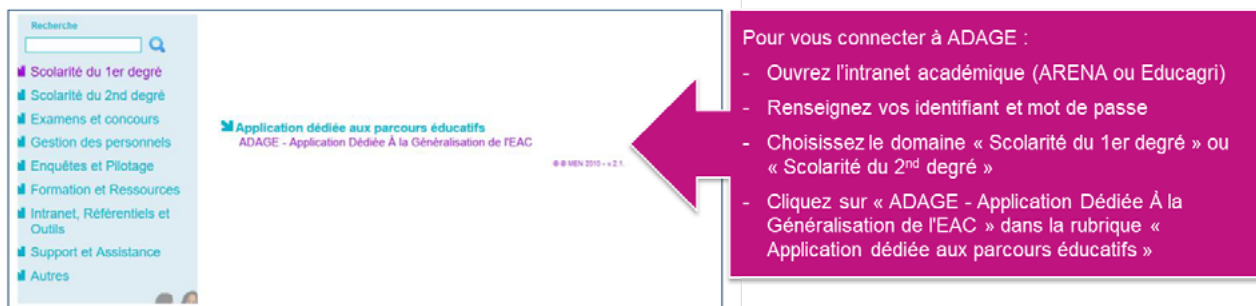 Recherche
Scolarité du 1er degré
Scolarité du 2nd degré
Examens et concours
Gestion des personnels
Enquêtes et Pilotage
Formation et Ressources
Intranet, Référentiels et
Outils
Support et Assistance
Autres
Application dédiée aux parcours éducatifs
ADAGE - Application Dédiée À la Généralisation de l'EAC
© @ MEN 2010 - v 2.1.
Pour vous connecter à ADAGE :
- Ouvrez l'intranet académique (ARENA ou Educagri)
- Renseignez vos identifiant et mot de passe
- Choisissez le domaine « Scolarité du 1er degré » ou
« Scolarité du 2nd degré »
- Cliquez sur « ADAGE - Application Dédiée À la
Généralisation de l'EAC » dans la rubrique «
Application dédiée aux parcours éducatifs »